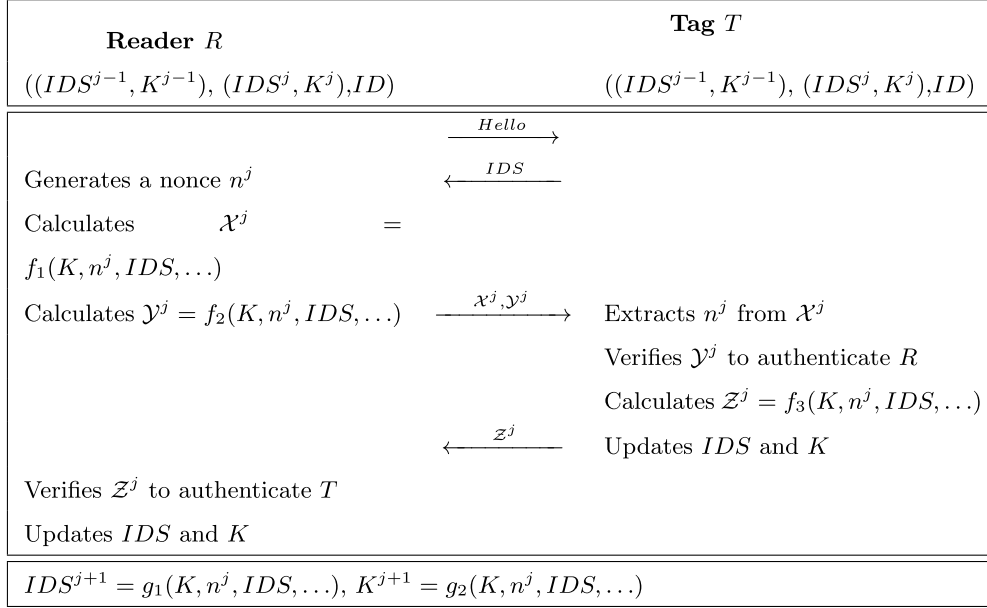 Reader R
Tag T
((IDS^{j−1}, K^{j−1}), (IDS^j, K^j),ID)
((IDS^{j−1}, K^{j−1}), (IDS^j, K^j),ID)
Hello
Generates a nonce n^j
IDS
Calculates 𝒳^j =
f_1(K, n^j, IDS, . . .)
Calculates 𝒴^j = f_2(K, n^j, IDS, . . .)
𝒳^j,𝒴^j
Extracts n^j from 𝒳^j
Verifies 𝒴^j to authenticate R
Calculates 𝒵^j = f_3(K, n^j, IDS, . . .)
𝒵^j
Updates IDS and K
Verifies 𝒵^j to authenticate T
Updates IDS and K
IDS^{j+1} = g_1(K, n^j, IDS, . . .), K^{j+1} = g_2(K, n^j, IDS, . . .)